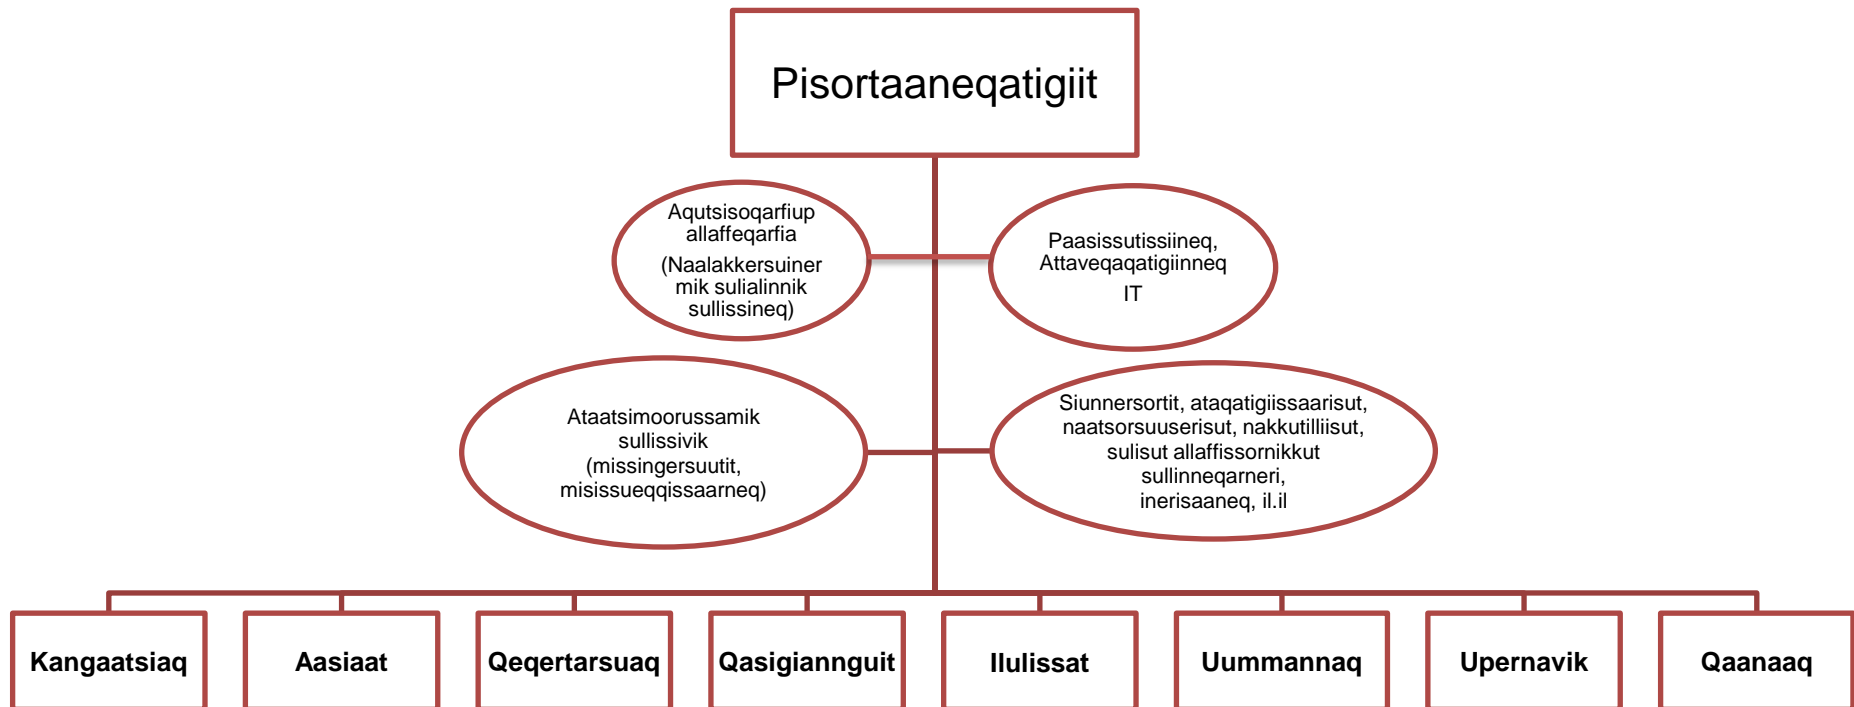 Pisortaaneqatigiit
Aqutsisoqarfiup
allaffeqarfia
(Naalakkersuiner
mik sulialinnik
sullissineq)
Paasissutissiineq,
Attaveqaqatigiinneq
IT
Ataatsimoorussamik
sullissivik
(missingersuutit,
misissueqqissaarneq)
Siunnersortit, ataqatigiissaarisut,
naatsorsuuserisut, nakkutilliisut,
sulisut allaffissornikkut
sullinneqarneri,
inerisaaneq, il.il
Kangaatsiaq
Aasiaat
Qeqertarsuaq
Qasigiannguit
Ilulissat
Uummannaq
Upernavik
Qaanaaq